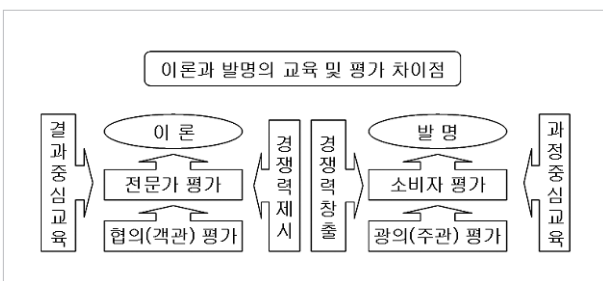 이론과 발명의 교육 및 평가 차이점
결과중심교육
이 론
전문가 평가
협의(객관) 평가
경쟁력제시
경쟁력창출
발 명
소비자 평가
광의(주관) 평가
과정중심교육